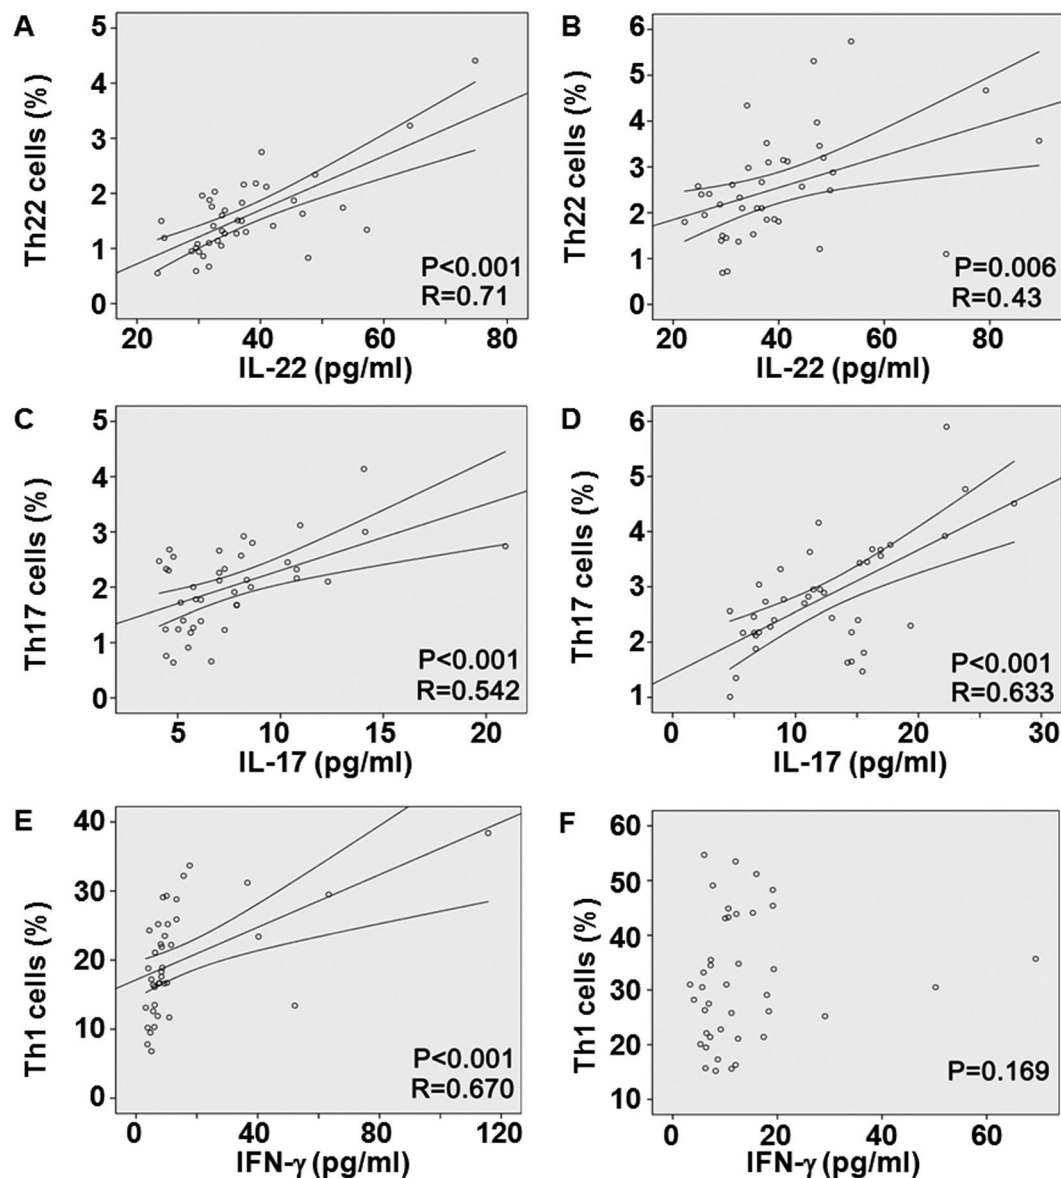 A
Th22 cells (%)
5
4
3
2
1
0
P<0.001
R=0.71
20
40
60
80
IL-22 (pg/ml)
B
Th22 cells (%)
6
5
4
3
2
1
0
P=0.006
R=0.43
20
40
60
80
IL-22 (pg/ml)
C
Th17 cells (%)
5
4
3
2
1
0
P<0.001
R=0.542
5
10
15
20
IL-17 (pg/ml)
D
Th17 cells (%)
6
5
4
3
2
1
P<0.001
R=0.633
0
10
20
30
IL-17 (pg/ml)
E
Th1 cells (%)
40
30
20
10
0
P<0.001
R=0.670
0
40
80
120
IFN-γ (pg/ml)
F
Th1 cells (%)
60
50
40
30
20
10
P=0.169
0
20
40
60
IFN-γ (pg/ml)